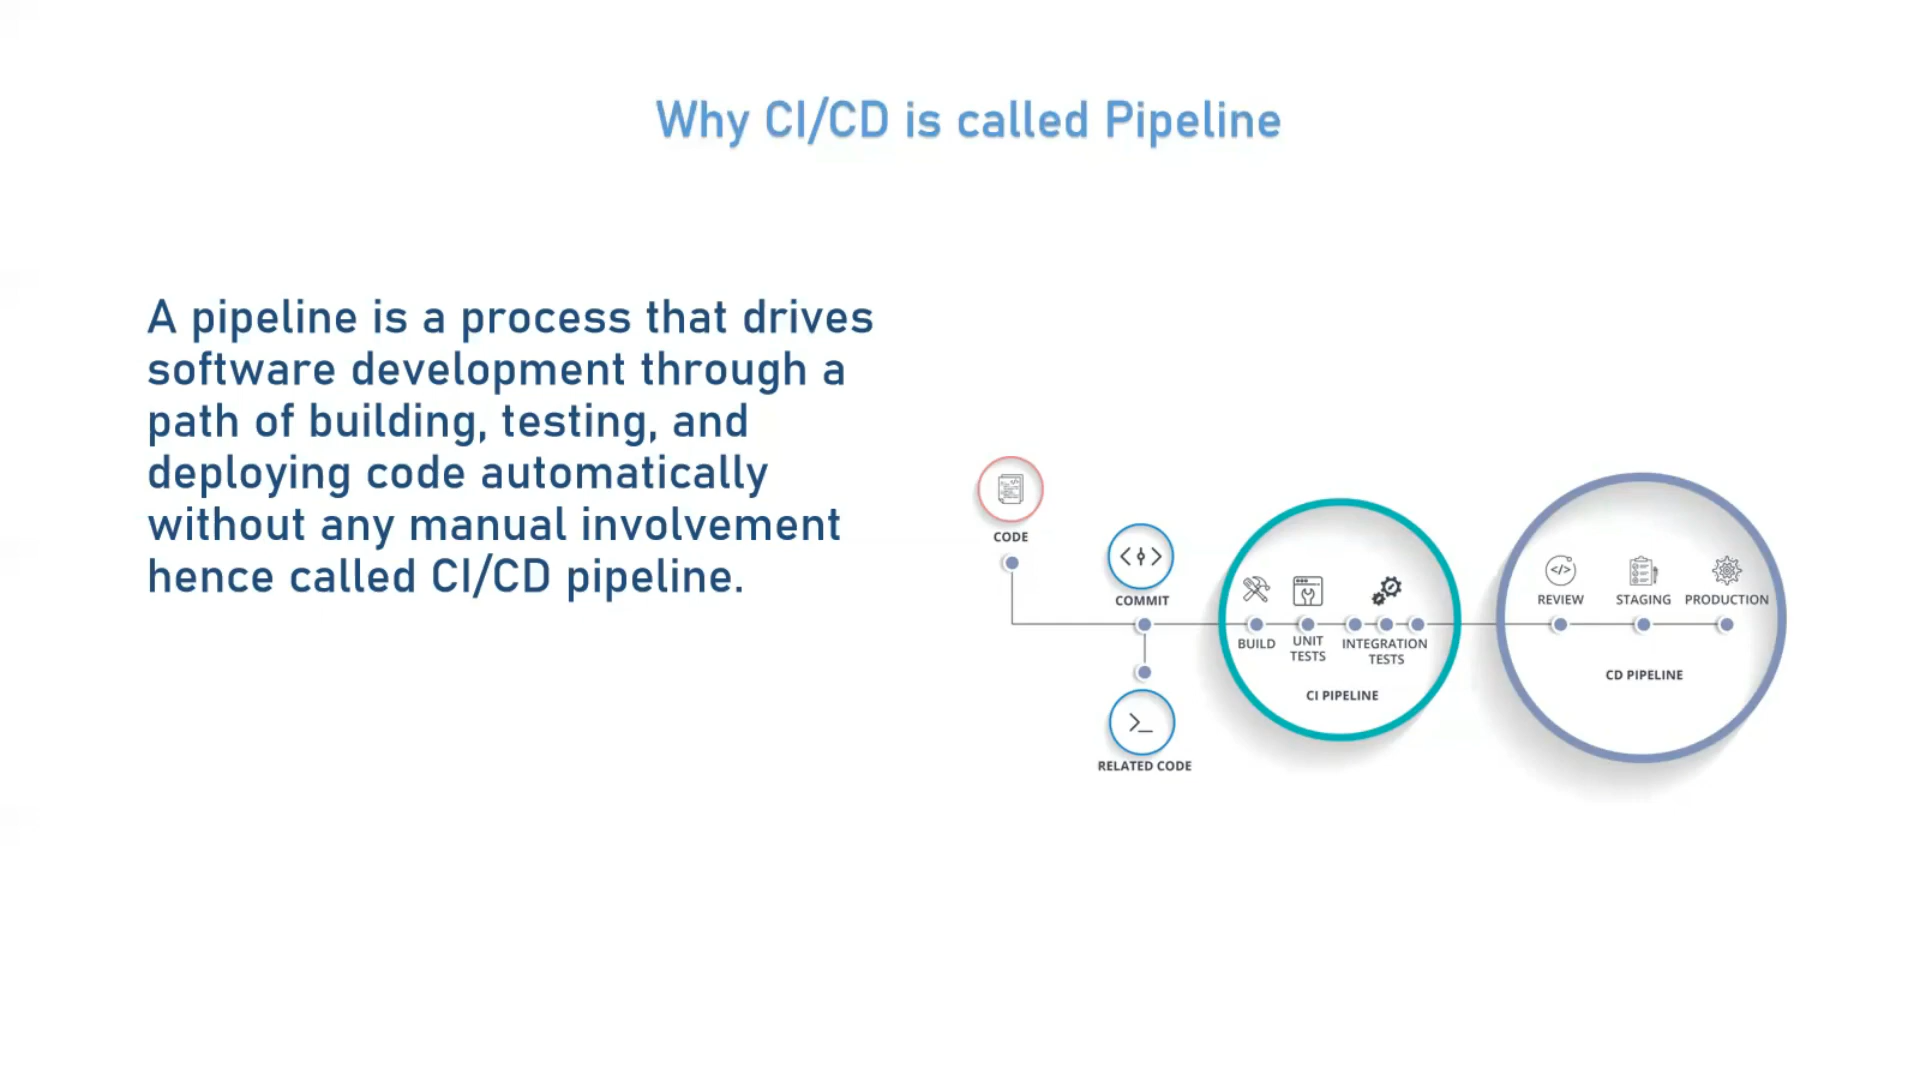 Why CI/CD is called Pipeline
A pipeline is a process that drives
software development through a
path of building, testing, and
deploying code automatically
without any manual involvement
hence called CI/CD pipeline.
CODE
COMMIT
RELATED CODE
BUILD
UNIT
TESTS
INTEGRATION
TESTS
CI PIPELINE
REVIEW
STAGING
PRODUCTION
CD PIPELINE